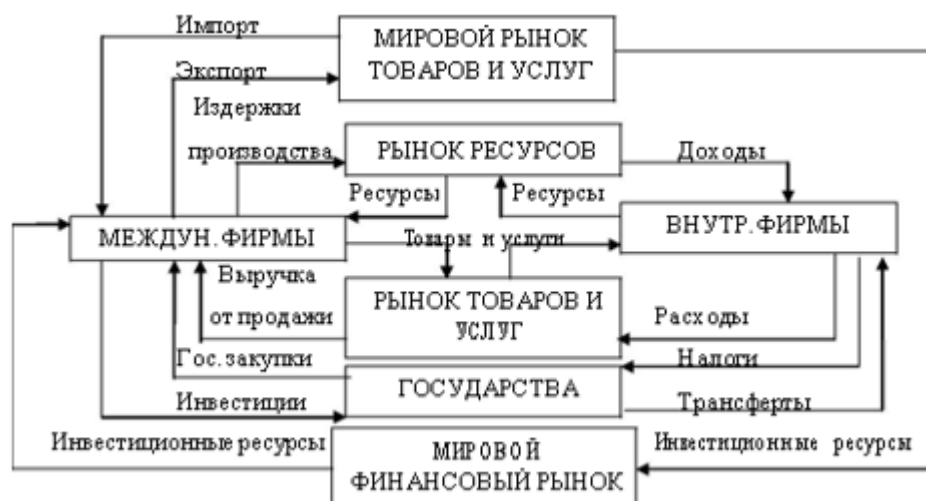 Импорт
МИРОВОЙ РЫНОК
ТОВАРОВ И УСЛУГ
Экспорт
Издержки
производства
РЫНОК РЕСУРСОВ
Доходы
Ресурсы
Ресурсы
МЕЖДУН. ФИРМЫ
ВНУТР. ФИРМЫ
Товары и услуги
Выручка
от продажи
РЫНОК ТОВАРОВ И
УСЛУГ
Расходы
Гос. закупки
Налоги
ГОСУДАРСТВА
Инвестиции
Трансферты
Инвестиционные ресурсы
МИРОВОЙ
ФИНАНСОВЫЙ РЫНОК
Инвестиционные ресурсы